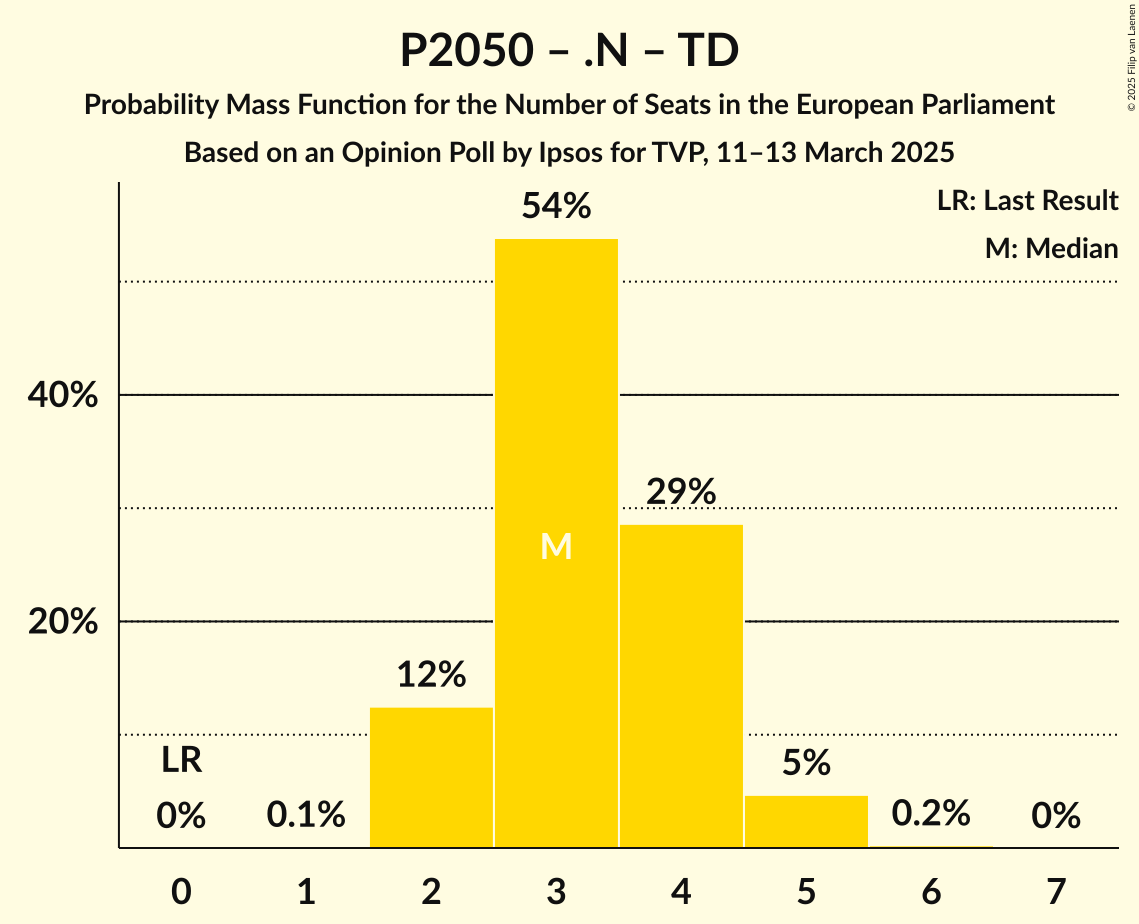 P2050 – .N – TD
Probability Mass Function for the Number of Seats in the European Parliament
Based on an Opinion Poll by Ipsos for TVP, 11–13 March 2025
© 2025 Filip van Laenen
LR: Last Result
M: Median
54%
40%
29%
M
20%
12%
LR
5%
0%
0.1%
0.2%
0%
0 1 2 3 4 5 6 7